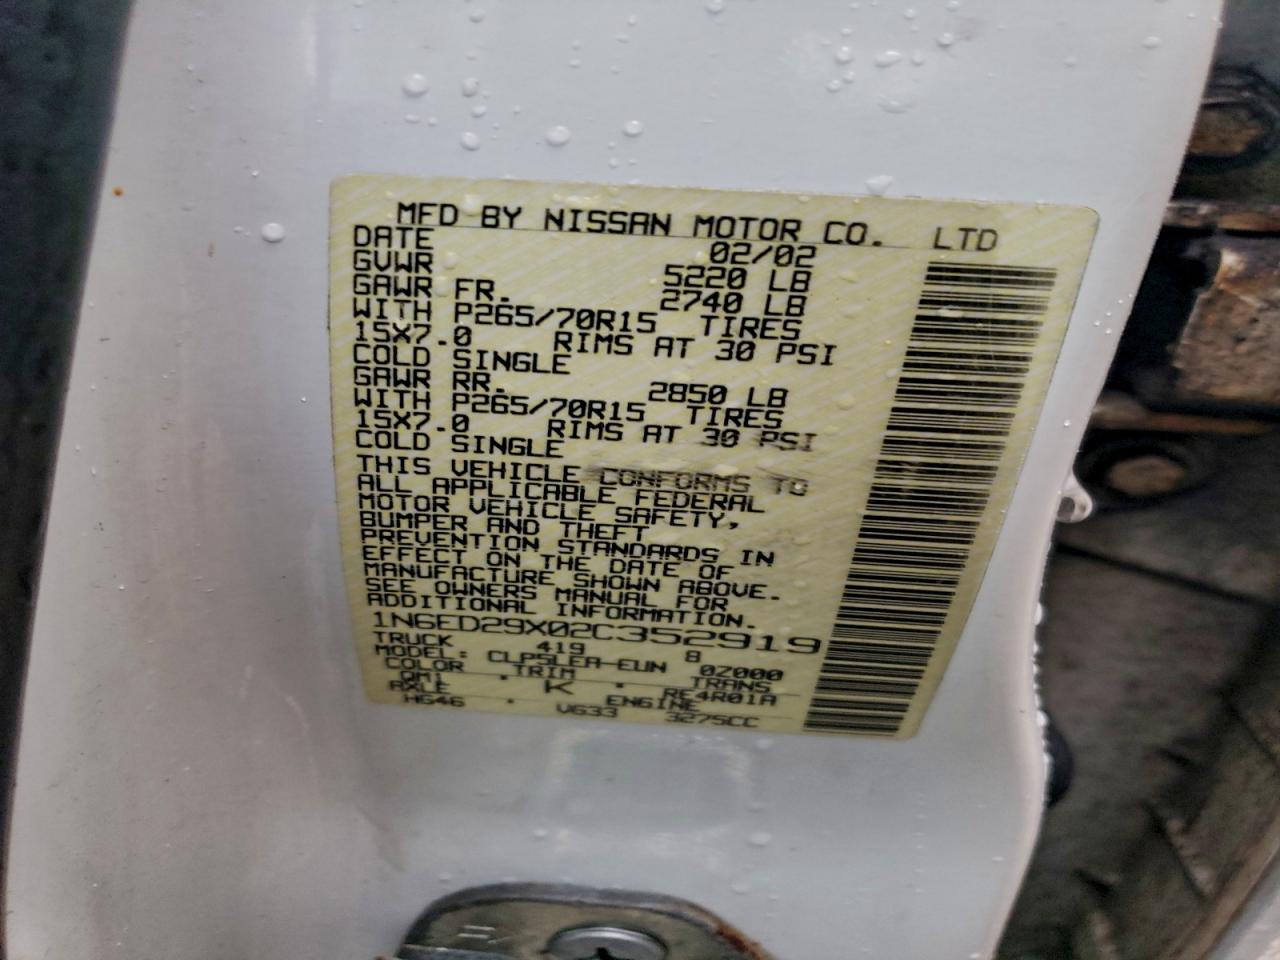 MFD BY NISSAN MOTOR CO. LTD
DATE 02/02
GVWR 5220 LB
GAWR FR. 2740 LB
WITH P265/70R15 TIRES
15X7.0 RIMS AT 30 PSI
COLD SINGLE
GAWR RR. 2850 LB
WITH P265/70R15 TIRES
15X7.0 RIMS AT 30 PSI
COLD SINGLE
THIS VEHICLE CONFORMS TO
ALL APPLICABLE FEDERAL
MOTOR VEHICLE SAFETY,
BUMPER AND THEFT
PREVENTION STANDARDS IN
EFFECT ON THE DATE OF
MANUFACTURE SHOWN ABOVE.
SEE OWNERS MANUAL FOR
ADDITIONAL INFORMATION.
1N6ED29X02C352919
TRUCK 419 8
MODEL: CLPSLEA-EUN 0Z000
COLOR TRIM TRANS
QM1 · K · RE4R01A
AXLE ENGINE
HG46 · VG33 3275CC